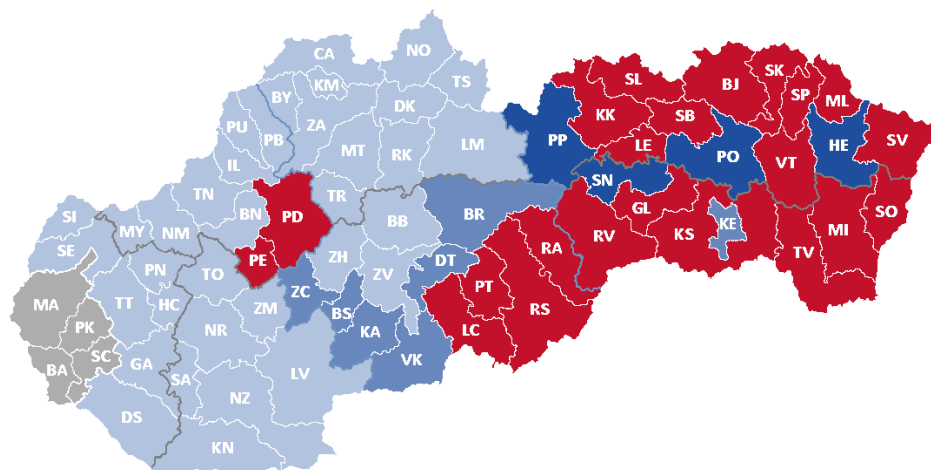 NO
CA
TS
SL
SK
BJ
KM
BY
SP
ML
DK
KK
SB
PU
ZA
PB
LM
PP
LE
HE
SV
MT
RK
PO
IL
VT
SN
TN
TR
BN
GL
SO
SI
PD
BB
BR
KE
MY
NM
RV
KS
MI
SE
PE
ZH
DT
RA
TV
PN
TO
ZV
PT
ZC
MA
TT
HC
ZM
BS
RS
PK
NR
KA
LC
SC
GA
VK
BA
SA
LV
NZ
DS
KN